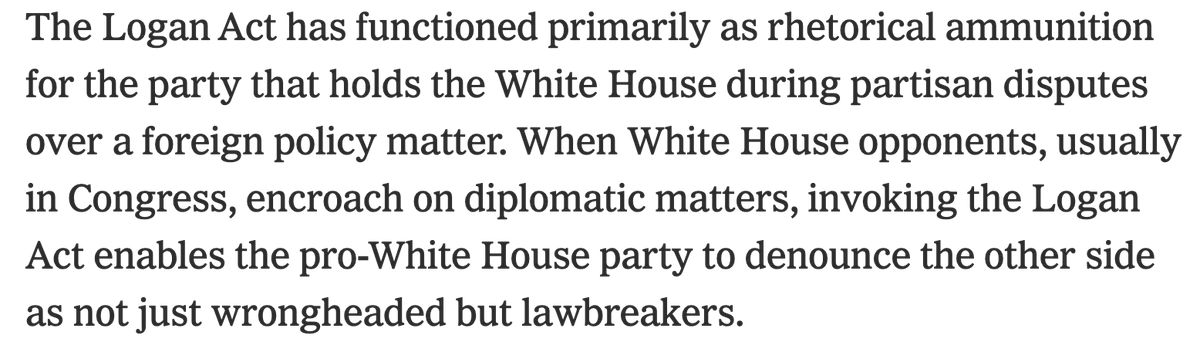 The Logan Act has functioned primarily as rhetorical ammunition
for the party that holds the White House during partisan disputes
over a foreign policy matter. When White House opponents, usually
in Congress, encroach on diplomatic matters, invoking the Logan
Act enables the pro-White House party to denounce the other side
as not just wrongheaded but lawbreakers.